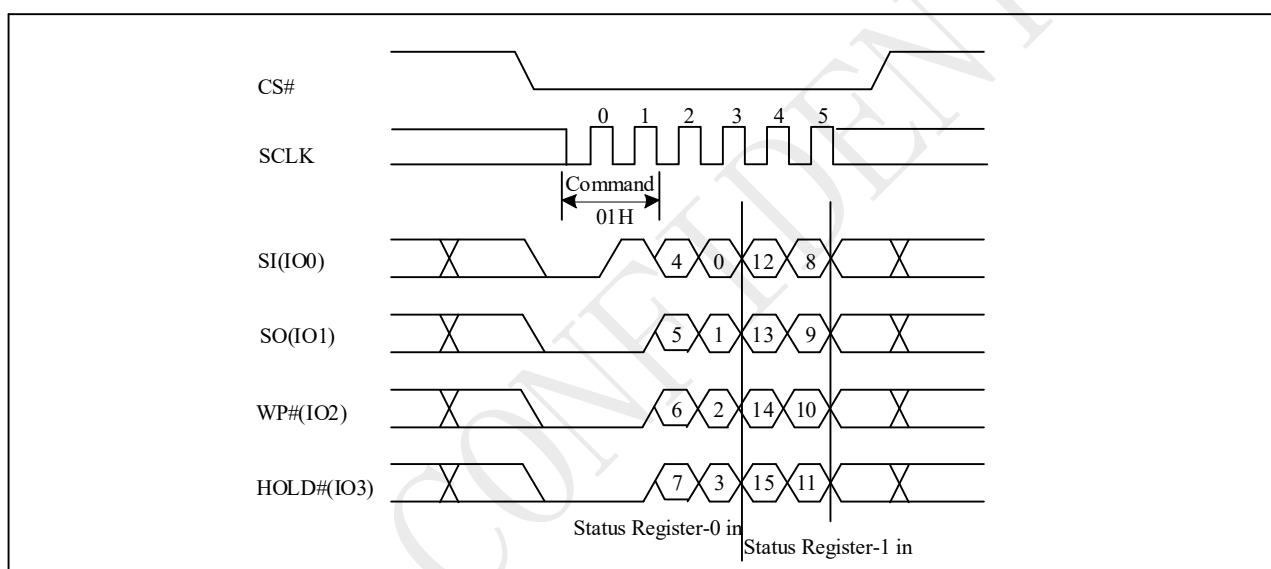 CS#
0 1 2 3 4 5
SCLK
Command
01H
SI(IO0) 4 0 12 8
SO(IO1) 5 1 13 9
WP#(IO2) 6 2 14 10
HOLD#(IO3) 7 3 15 11
Status Register-0 in
Status Register-1 in
CONFIDENT